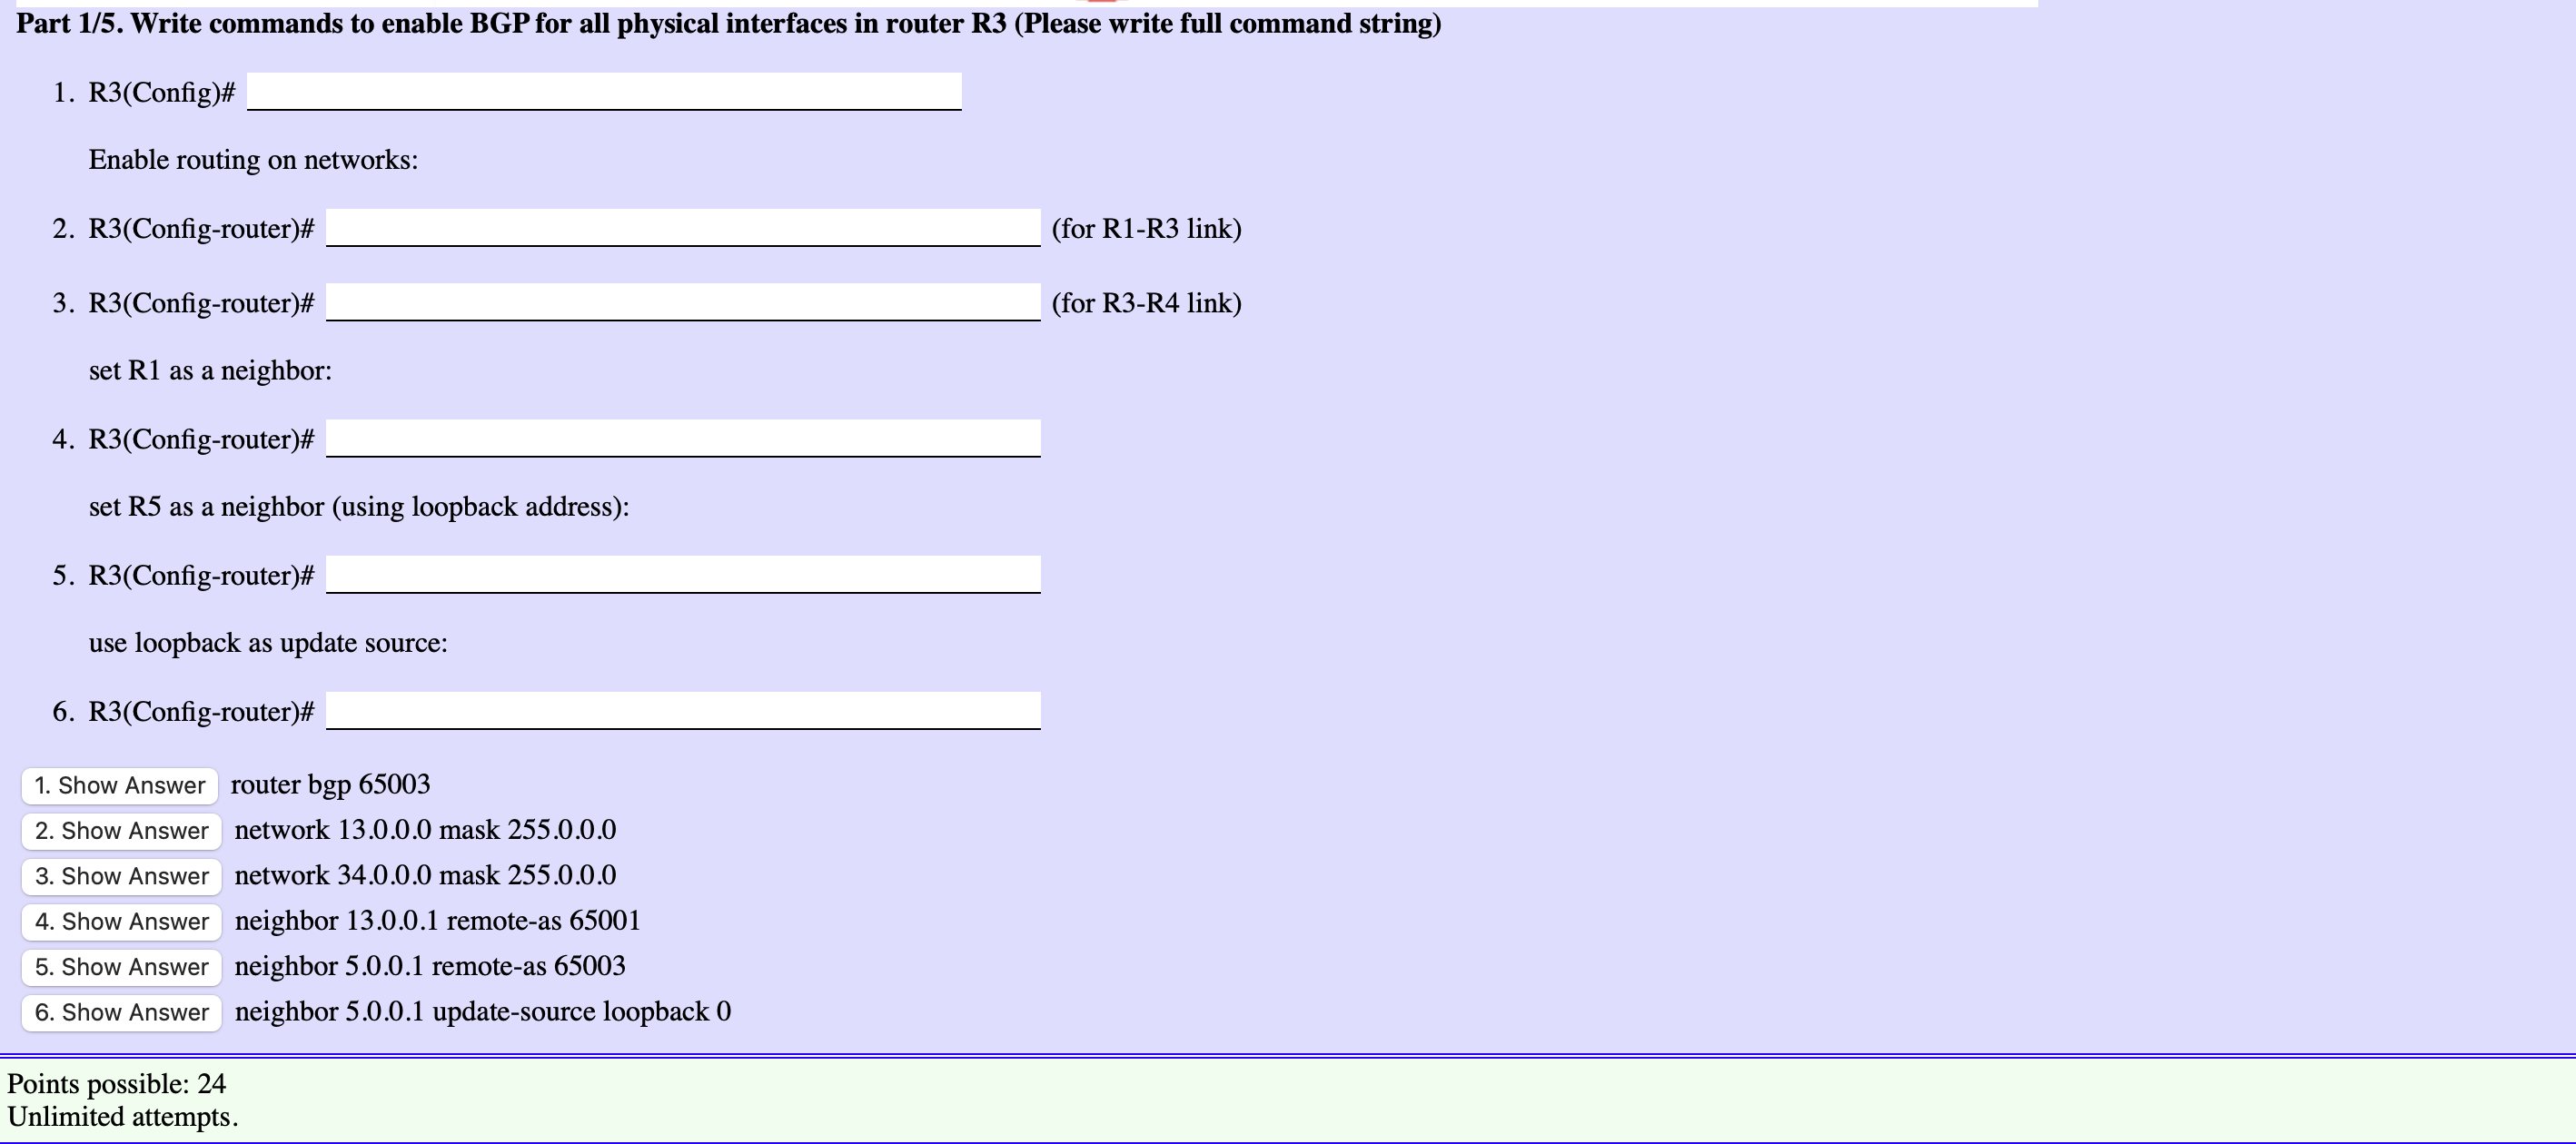 Part 1/5. Write commands to enable BGP for all physical interfaces in router R3 (Please write full command string)
1. R3(Config)#
Enable routing on networks:
2. R3(Config-router)# (for R1-R3 link)
3. R3(Config-router)# (for R3-R4 link)
set R1 as a neighbor:
4. R3(Config-router)#
set R5 as a neighbor (using loopback address):
5. R3(Config-router)#
use loopback as update source:
6. R3(Config-router)#
1. Show Answer router bgp 65003
2. Show Answer network 13.0.0.0 mask 255.0.0.0
3. Show Answer network 34.0.0.0 mask 255.0.0.0
4. Show Answer neighbor 13.0.0.1 remote-as 65001
5. Show Answer neighbor 5.0.0.1 remote-as 65003
6. Show Answer neighbor 5.0.0.1 update-source loopback 0
Points possible: 24
Unlimited attempts.